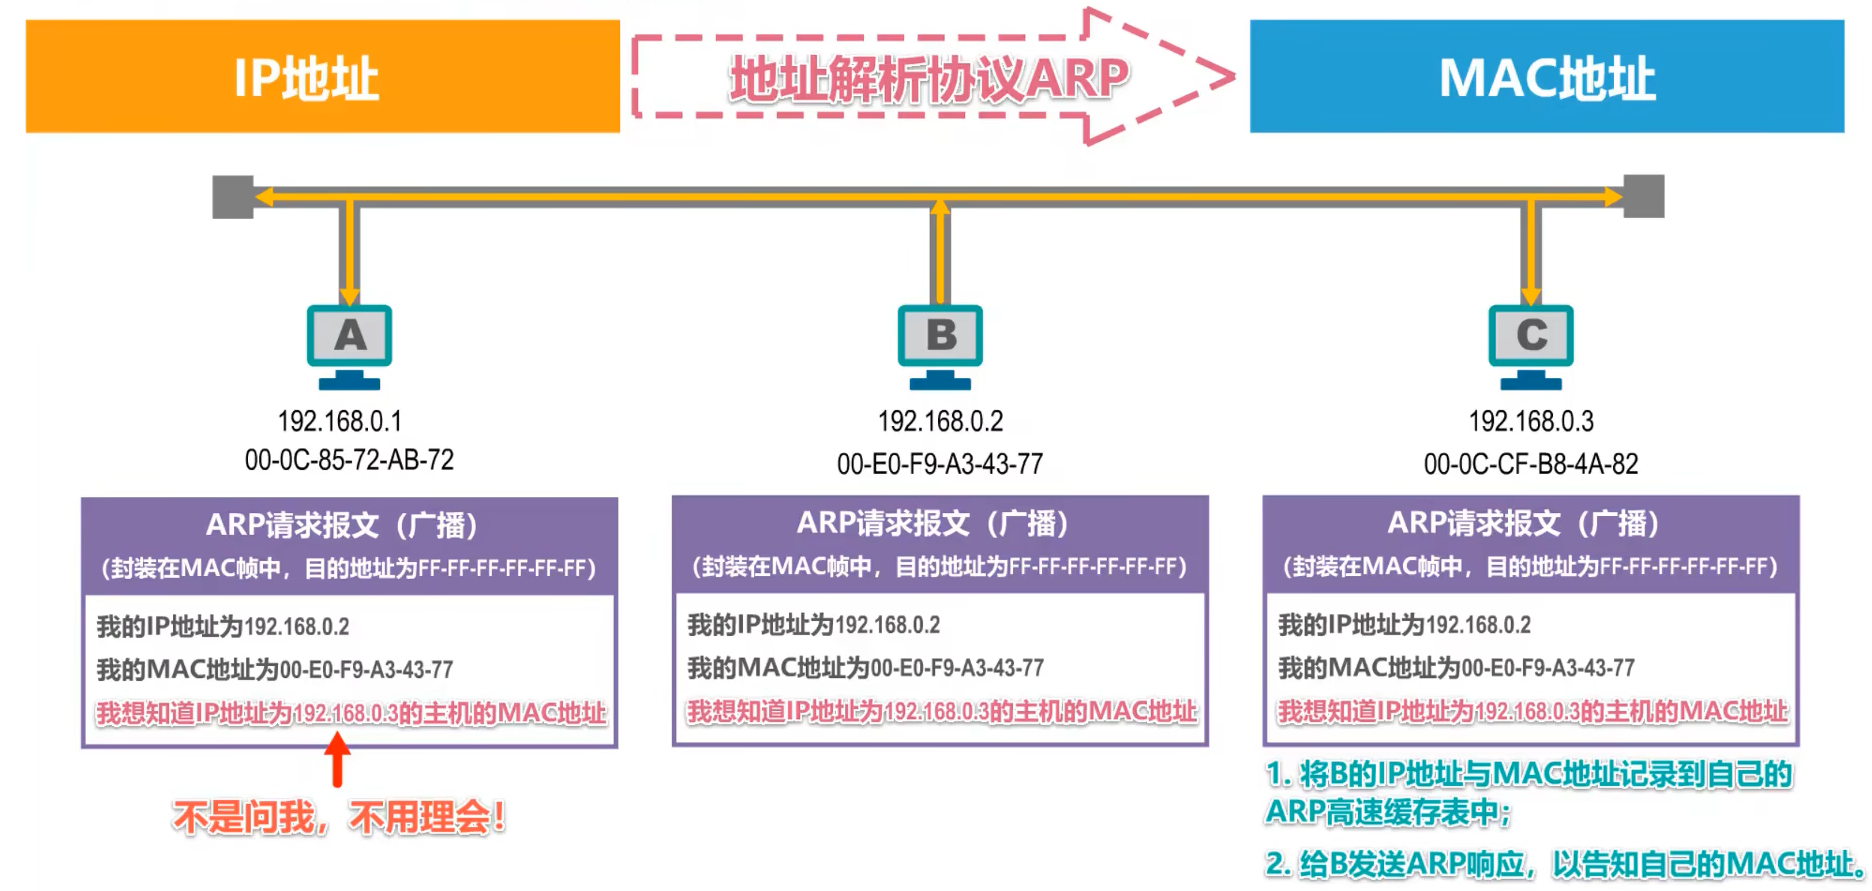 IP地址
地址解析协议ARP
MAC地址
A
B
C
192.168.0.1
00-0C-85-72-AB-72
192.168.0.2
00-E0-F9-A3-43-77
192.168.0.3
00-0C-CF-B8-4A-82
ARP请求报文（广播）
（封装在MAC帧中，目的地址为FF-FF-FF-FF-FF-FF）
我的IP地址为192.168.0.2
我的MAC地址为00-E0-F9-A3-43-77
我想知道IP地址为192.168.0.3的主机的MAC地址
不是问我，不用理会！
ARP请求报文（广播）
（封装在MAC帧中，目的地址为FF-FF-FF-FF-FF-FF）
我的IP地址为192.168.0.2
我的MAC地址为00-E0-F9-A3-43-77
我想知道IP地址为192.168.0.3的主机的MAC地址
ARP请求报文（广播）
（封装在MAC帧中，目的地址为FF-FF-FF-FF-FF-FF）
我的IP地址为192.168.0.2
我的MAC地址为00-E0-F9-A3-43-77
我想知道IP地址为192.168.0.3的主机的MAC地址
1. 将B的IP地址与MAC地址记录到自己的
ARP高速缓存表中；
2. 给B发送ARP响应，以告知自己的MAC地址。